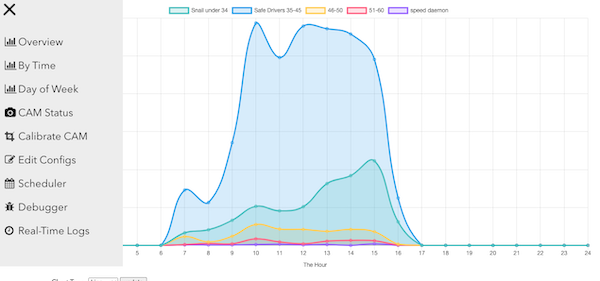 Snail under 34 Safe Drivers 35-45 46-50 51-60 speed daemon
Overview
By Time
Day of Week
CAM Status
Calibrate CAM
Edit Configs
Scheduler
Debugger
Real-Time Logs
5 6 7 8 9 10 11 12 13 14 15 16 17 18 19 20 21 22 23 24
The Hour